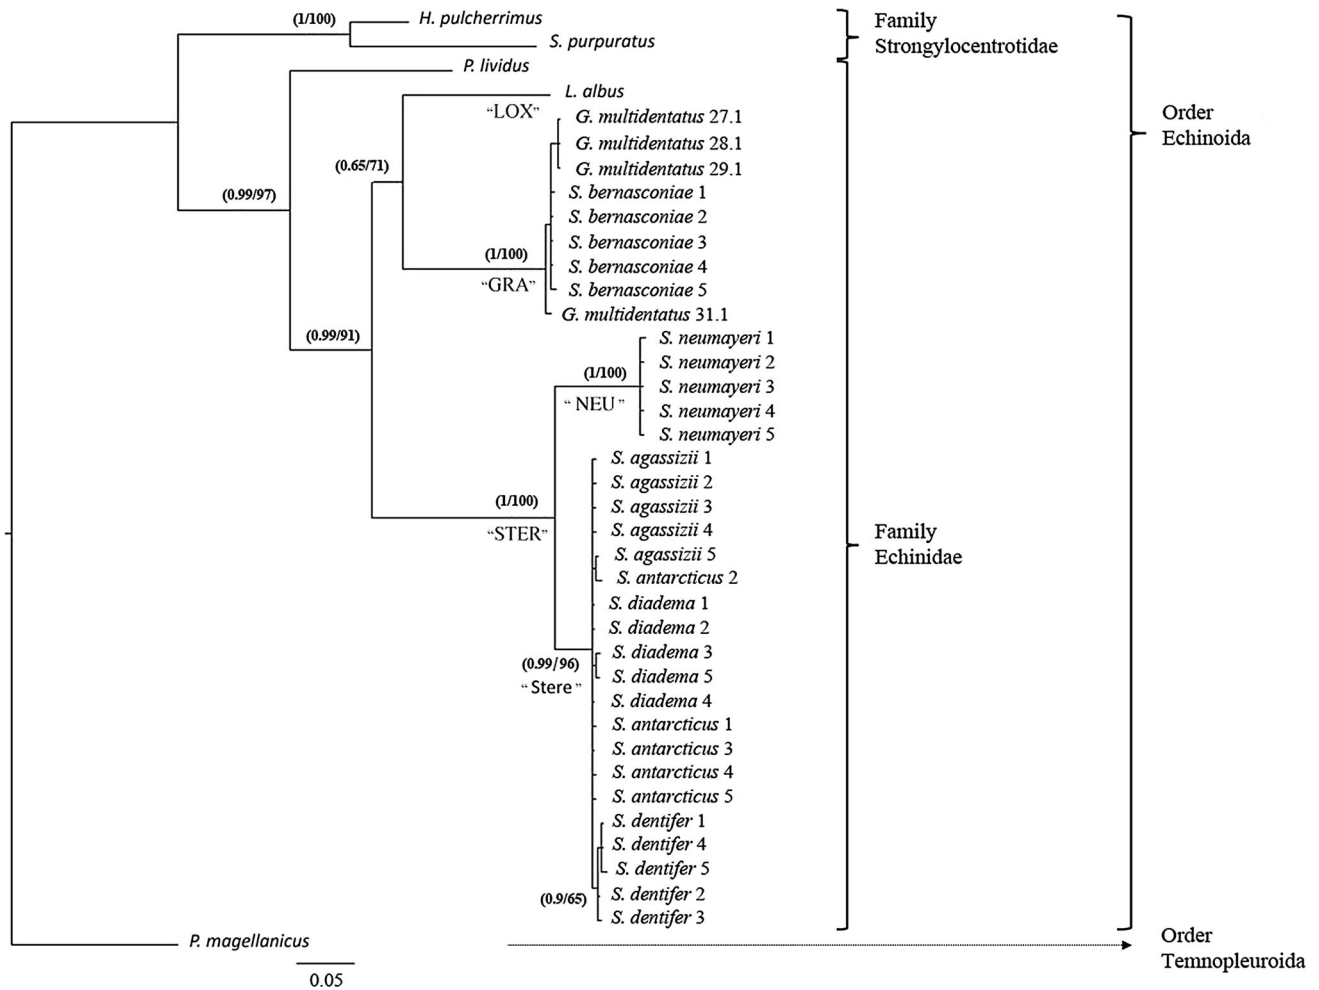 (1/100)
H. pulcherrimus
S. purpuratus
Family
Strongylocentrotidae
P. lividus
L. albus
"LOX"
G. multidentatus 27.1
Order
Echinoida
G. multidentatus 28.1
(0.65/71)
G. multidentatus 29.1
(0.99/97)
S. bernasconiae 1
S. bernasconiae 2
S. bernasconiae 3
(1/100)
S. bernasconiae 4
"GRA"
S. bernasconiae 5
G. multidentatus 31.1
(0.99/91)
S. neumayeri 1
S. neumayeri 2
(1/100)
S. neumayeri 3
" NEU "
S. neumayeri 4
S. neumayeri 5
S. agassizii 1
S. agassizii 2
(1/100)
S. agassizii 3
"STER"
S. agassizii 4
Family
Echinidae
S. agassizii 5
S. antarcticus 2
S. diadema 1
S. diadema 2
S. diadema 3
(0.99/96)
S. diadema 5
" Stere "
S. diadema 4
S. antarcticus 1
S. antarcticus 3
S. antarcticus 4
S. antarcticus 5
S. dentifer 1
S. dentifer 4
S. dentifer 5
(0.9/65)
S. dentifer 2
S. dentifer 3
P. magellanicus
Order
Temnopleuroida
0.05